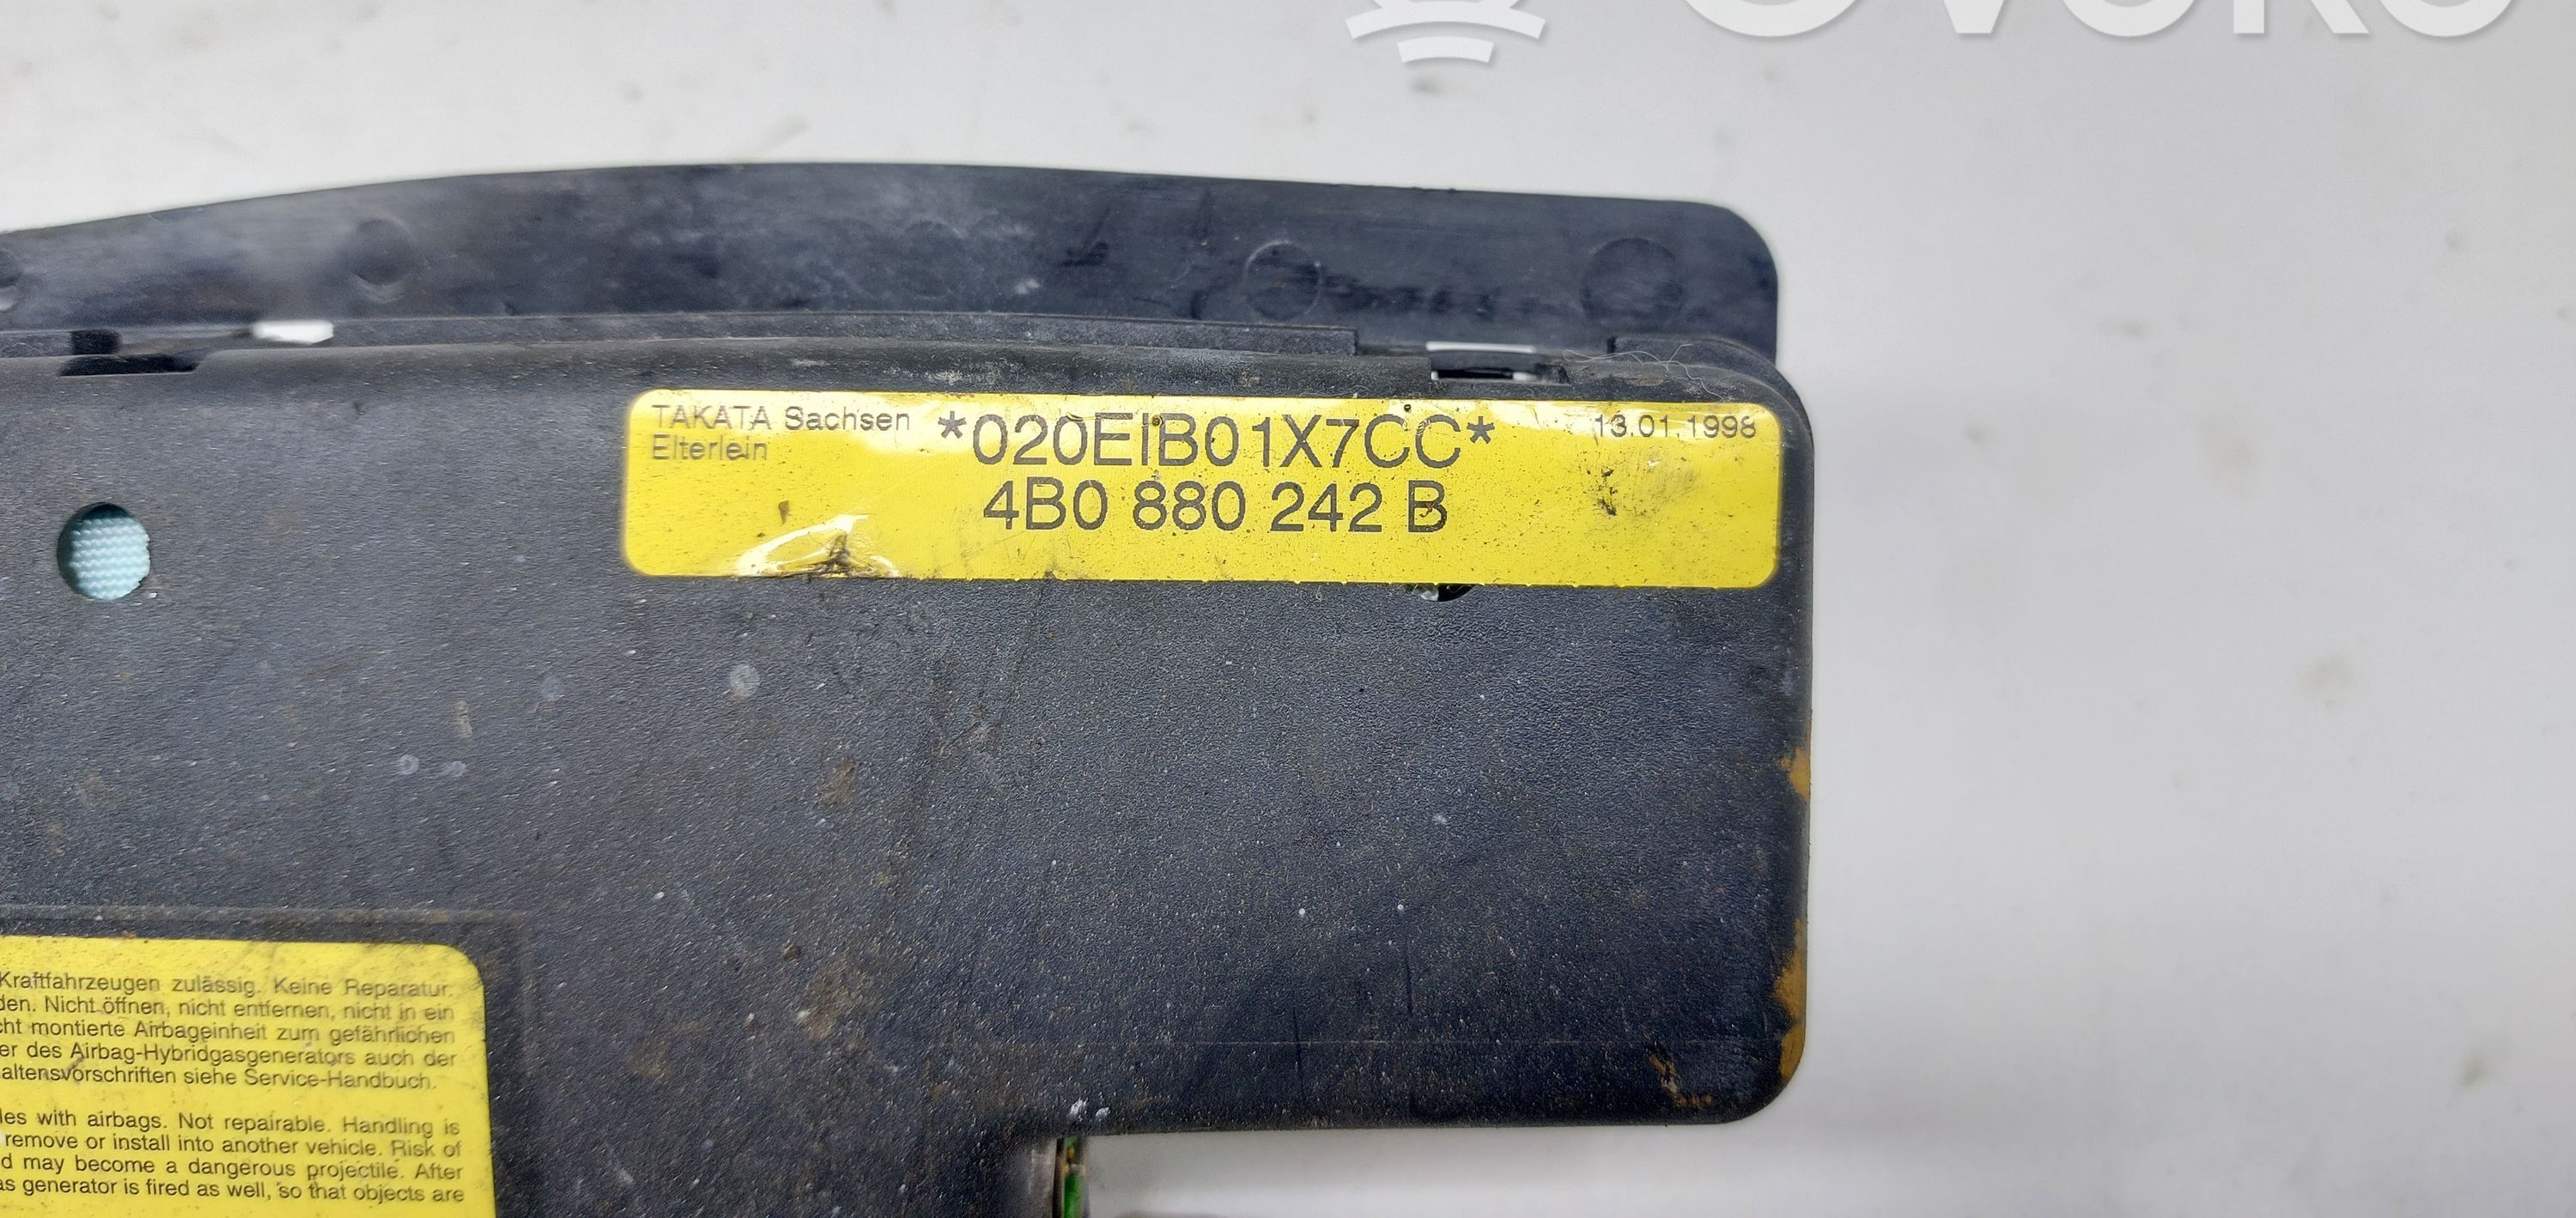 TAKATA Sachsen
Elterlein
*020EIB01X7CC*
13.01.1998
4B0 880 242 B
Kraftfahrzeugen zulässig. Keine Reparatur.
den. Nicht öffnen, nicht entfernen, nicht in ein
cht montierte Airbageinheit zum gefährlichen
er des Airbag-Hybridgasgenerators auch der
altensvorschriften siehe Service-Handbuch.
les with airbags. Not repairable. Handling is
remove or install into another vehicle. Risk of
d may become a dangerous projectile. After
as generator is fired as well, so that objects are